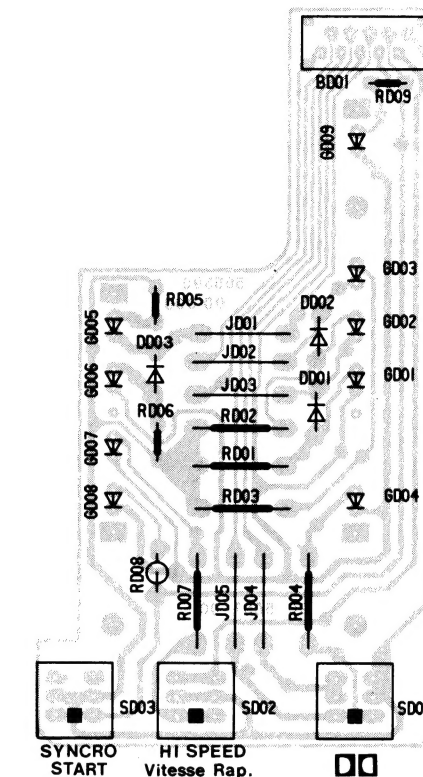 BD01
RD09
GD09
GD03
RD05
DD02
GD05
JD01
GD02
DD03
JD02
GD06
JD03
DD01
GD01
RD06
RD02
GD07
RD01
GD08
RD03
GD04
RD08
RD07
JD05
JD04
RD04
SD03
SD02
SD0
SYNCRO
START
HI SPEED
Vitesse Rap.